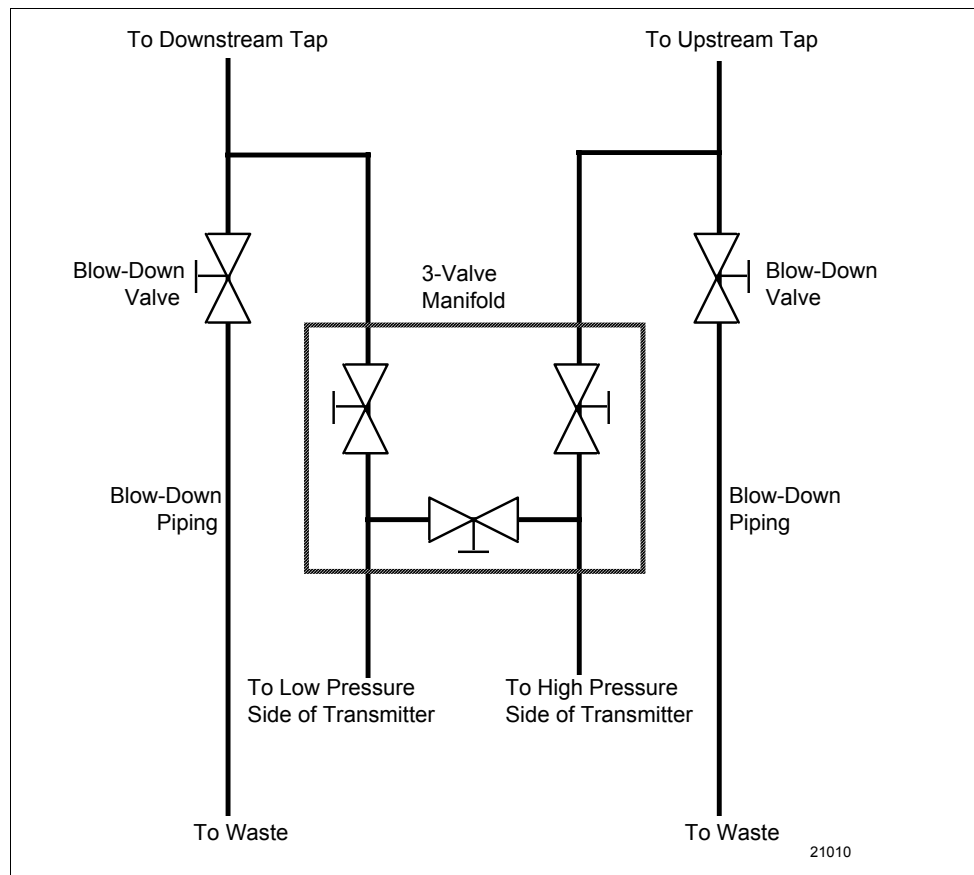 To Downstream Tap
To Upstream Tap
Blow-Down
Valve
3-Valve
Manifold
Blow-Down
Valve
Blow-Down
Piping
Blow-Down
Piping
To Low Pressure
Side of Transmitter
To High Pressure
Side of Transmitter
To Waste
To Waste
21010